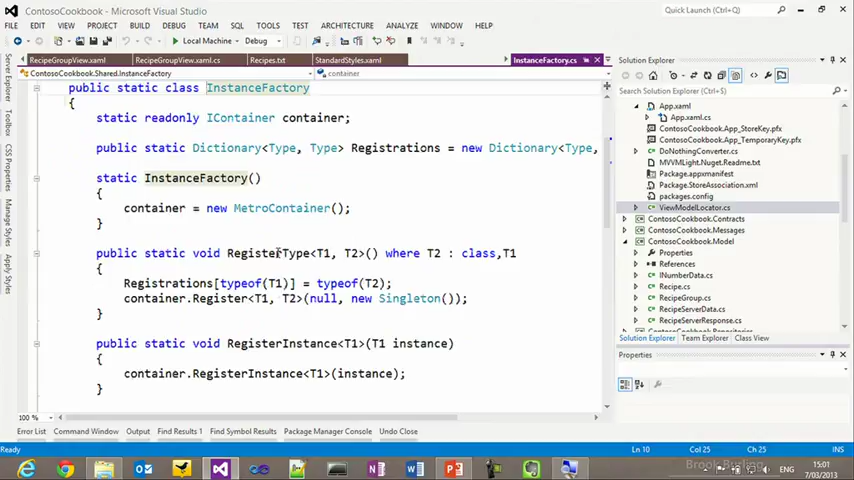 ContosoCookbook - Microsoft Visual Studio
Quick Launch (Ctrl+Q)
FILE EDIT VIEW PROJECT BUILD DEBUG TEAM SQL TOOLS TEST ARCHITECTURE ANALYZE WINDOW HELP
Local Machine Debug
RecipeGroupView.xaml RecipeGroupView.xaml.cs Recipes.txt StandardStyles.xaml InstanceFactory.cs
ContosoCookbook.Shared.InstanceFactory container
public static class InstanceFactory
{
static readonly IContainer container;
public static Dictionary<Type, Type> Registrations = new Dictionary<Type,
static InstanceFactory()
{
container = new MetroContainer();
}
public static void RegisterType<T1, T2>() where T2 : class,T1
{
Registrations[typeof(T1)] = typeof(T2);
container.Register<T1, T2>(null, new Singleton());
}
public static void RegisterInstance<T1>(T1 instance)
{
container.RegisterInstance<T1>(instance);
}
100 %
Server Explorer
Toolbox
CSS Properties
Manage Styles
Apply Styles
Solution Explorer
Search Solution Explorer (Ctrl+;)
App.xaml
App.xaml.cs
ContosoCookbook.App_StoreKey.pfx
ContosoCookbook.App_TemporaryKey.pfx
DoNothingConverter.cs
MVVMLight.Nuget.Readme.txt
Package.appxmanifest
Package.StoreAssociation.xml
packages.config
ViewModelLocator.cs
ContosoCookbook.Contracts
ContosoCookbook.Messages
ContosoCookbook.Model
Properties
References
INumberData.cs
Recipe.cs
RecipeGroup.cs
RecipeServerData.cs
RecipeServerResponse.cs
Solution Explorer Team Explorer Class View
Properties
Error List Command Window Output Find Results 1 Find Symbol Results Package Manager Console Undo Close
Ready Ln 10 Col 25 Ch 25 INS
ENG 15:01
7/03/2013